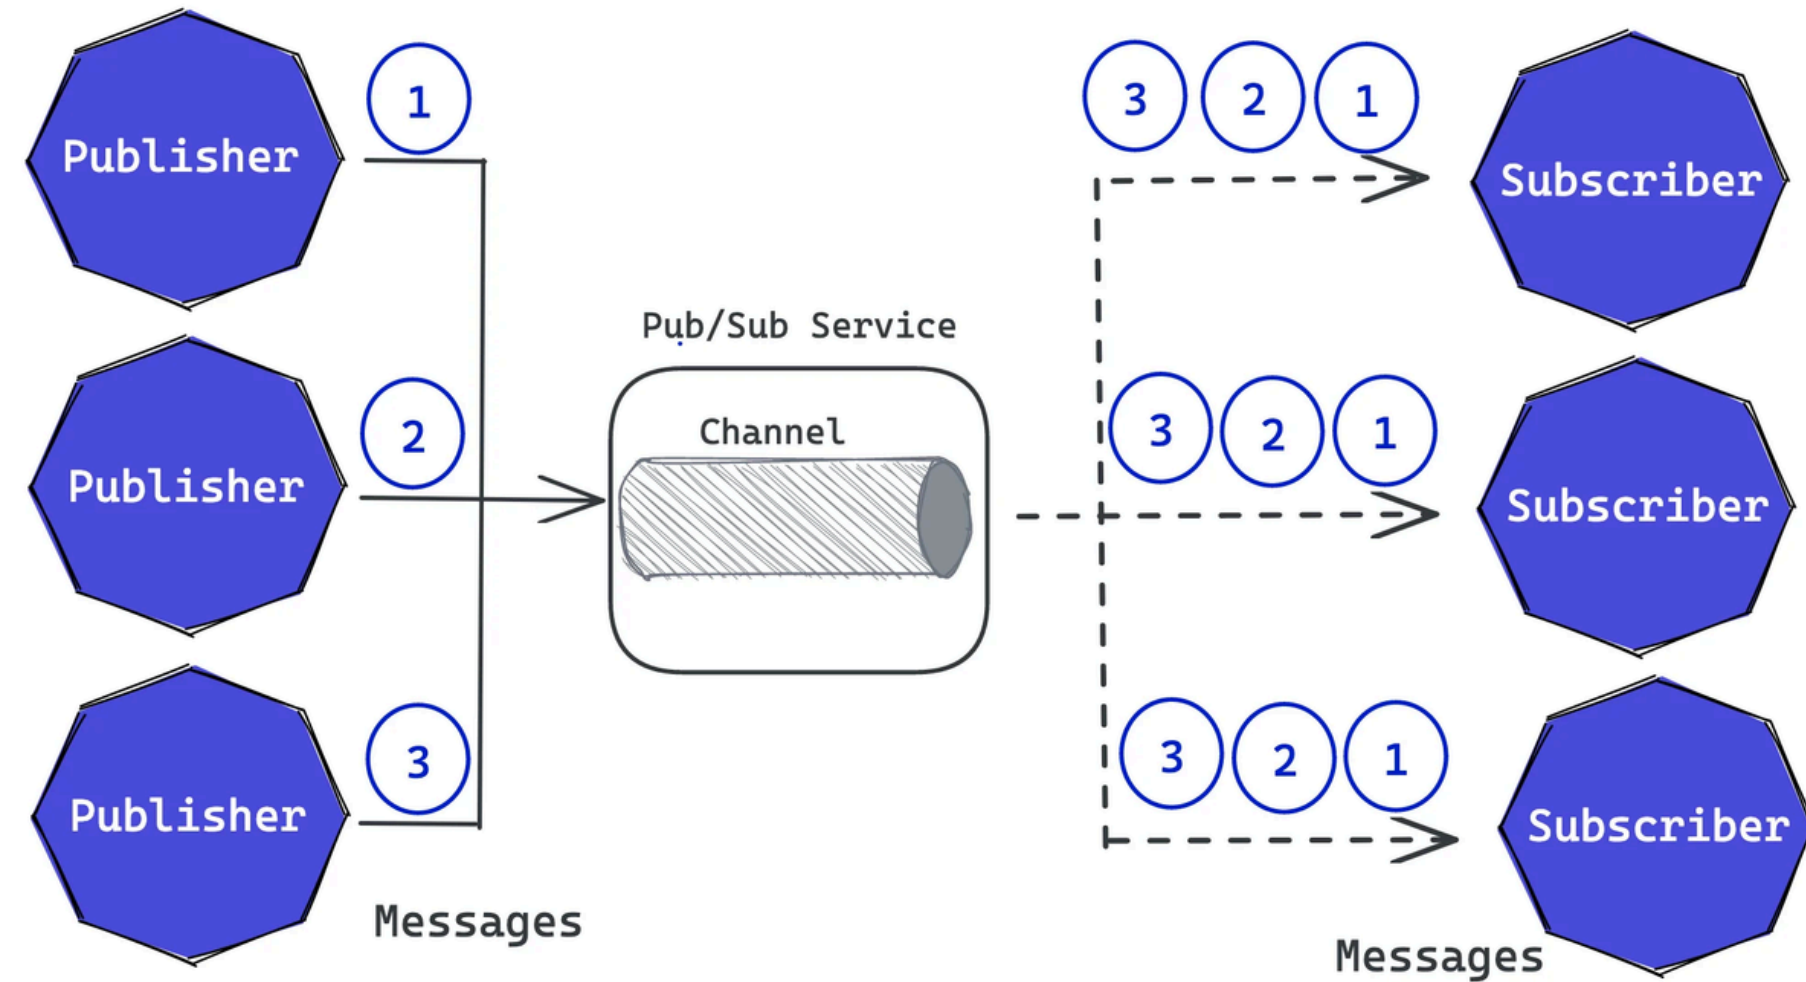 Publisher
1
3 2 1
Subscriber
Pub/Sub Service
Channel
Publisher
2
3 2 1
Subscriber
Publisher
3
3 2 1
Subscriber
Messages
Messages